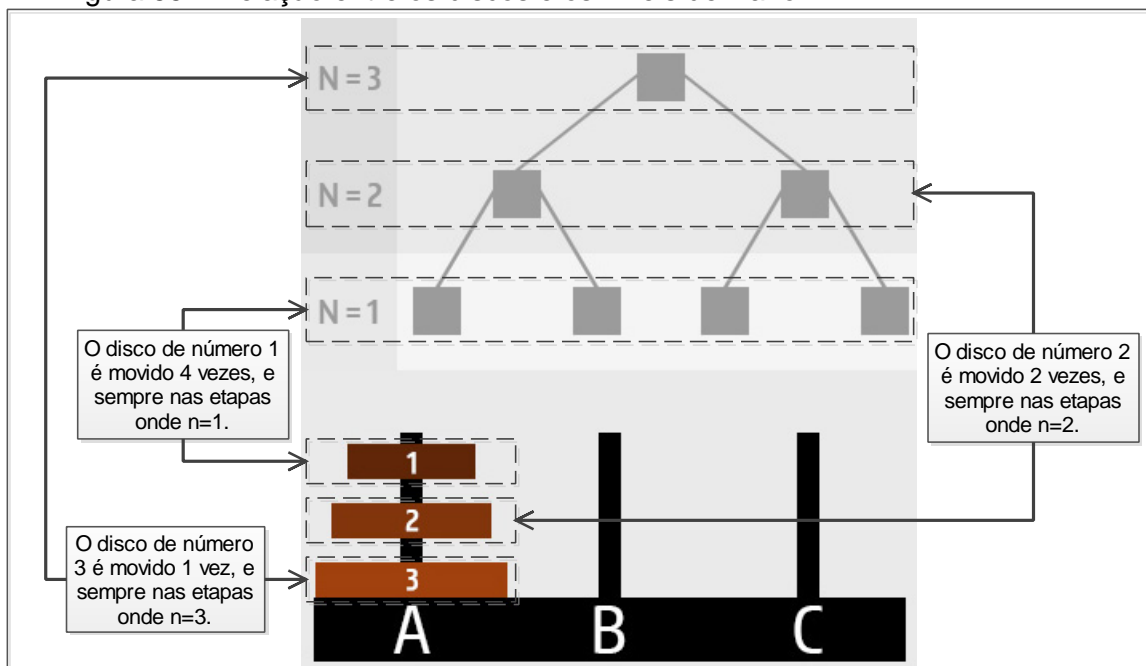 N = 3
N = 2
N = 1
O disco de número 1
é movido 4 vezes, e
sempre nas etapas
onde n=1.
O disco de número 2
é movido 2 vezes, e
sempre nas etapas
onde n=2.
1
2
O disco de número
3 é movido 1 vez, e
sempre nas etapas
onde n=3.
3
A B C